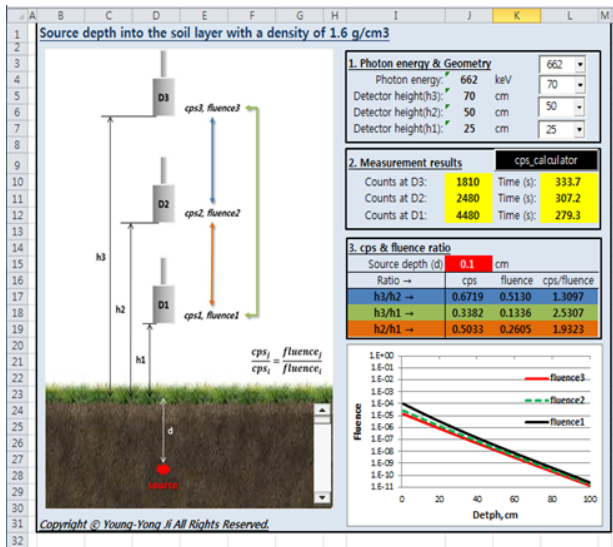 A B C D E F G H I J K L M
1 Source depth into the soil layer with a density of 1.6 g/cm3
2
3
4
5
6
7
8
9
10
11
12
13
14
15
16
17
18
19
20
21
22
23
24
25
26
27
28
29
30
31
32
D3
cps3, fluence3
D2
cps2, fluence2
h3
D1
h2
cps1, fluence1
h1
cpsj / cpsi = fluencej / fluencei
d
source
Copyright © Young-Yong Ji All Rights Reserved.
1. Photon energy & Geometry
662
Photon energy: 662 keV
70
Detector height(h3): 70 cm
50
Detector height(h2): 50 cm
Detector height(h1): 25 cm
25
2. Measurement results cps_calculator
Counts at D3: 1810 Time (s): 333.7
Counts at D2: 2480 Time (s): 307.2
Counts at D1: 4480 Time (s): 279.3
3. cps & fluence ratio
Source depth (d) 0.1 cm
Ratio → cps fluence cps/fluence
h3/h2 → 0.6719 0.5130 1.3097
h3/h1 → 0.3382 0.1336 2.5307
h2/h1 → 0.5033 0.2605 1.9323
1.E+00
1.E-01
1.E-02
1.E-03
1.E-04
1.E-05
1.E-06
1.E-07
1.E-08
1.E-09
1.E-10
1.E-11
Fluence
fluence3
fluence2
fluence1
0 20 40 60 80 100
Detpth, cm